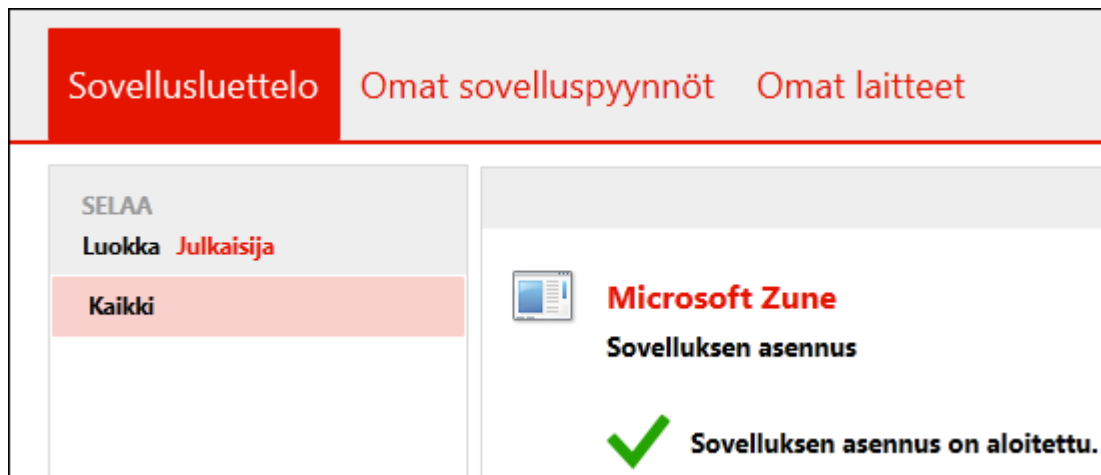 Sovellusluettelo Omat sovelluspyynnöt Omat laitteet
SELAA
Luokka Julkaisija
Kaikki
Microsoft Zune
Sovelluksen asennus
Sovelluksen asennus on aloitettu.